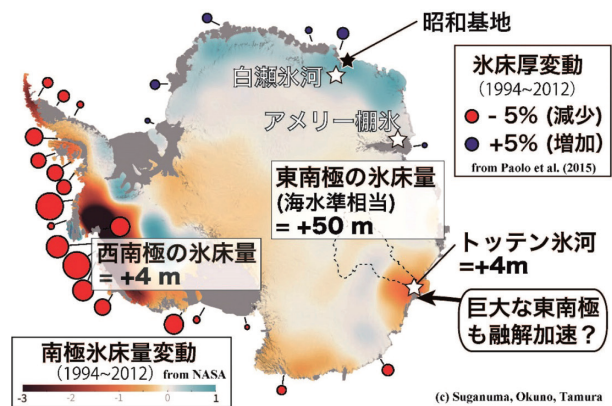 昭和基地
白瀬氷河
アメリー棚氷
氷床厚変動
(1994~2012)
- 5% (減少)
+5% (増加)
from Paolo et al. (2015)
東南極の氷床量
(海水準相当)
= +50 m
西南極の氷床量
= +4 m
トッテン氷河
=+4m
巨大な東南極
も融解加速？
南極氷床量変動
(1994~2012) from NASA
-3 -2 -1 0 1
(c) Suganuma, Okuno, Tamura